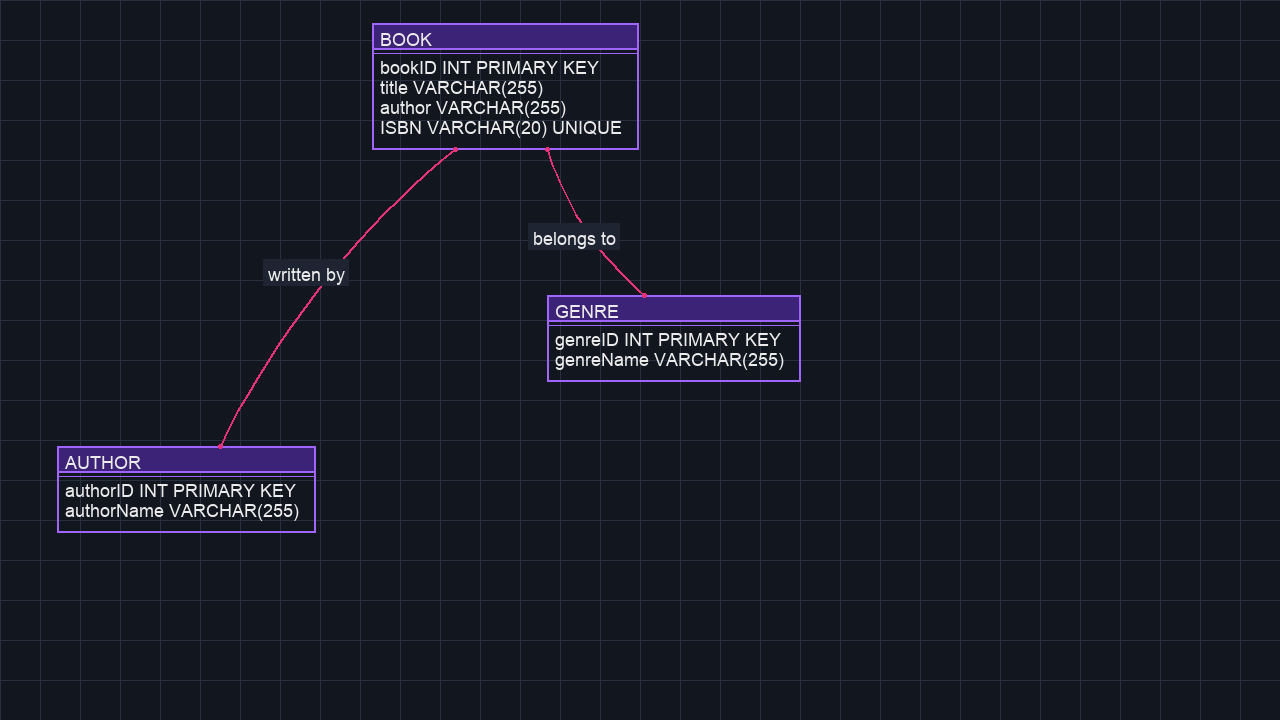 BOOK
bookID INT PRIMARY KEY
title VARCHAR(255)
author VARCHAR(255)
ISBN VARCHAR(20) UNIQUE
belongs to
written by
GENRE
genreID INT PRIMARY KEY
genreName VARCHAR(255)
AUTHOR
authorID INT PRIMARY KEY
authorName VARCHAR(255)